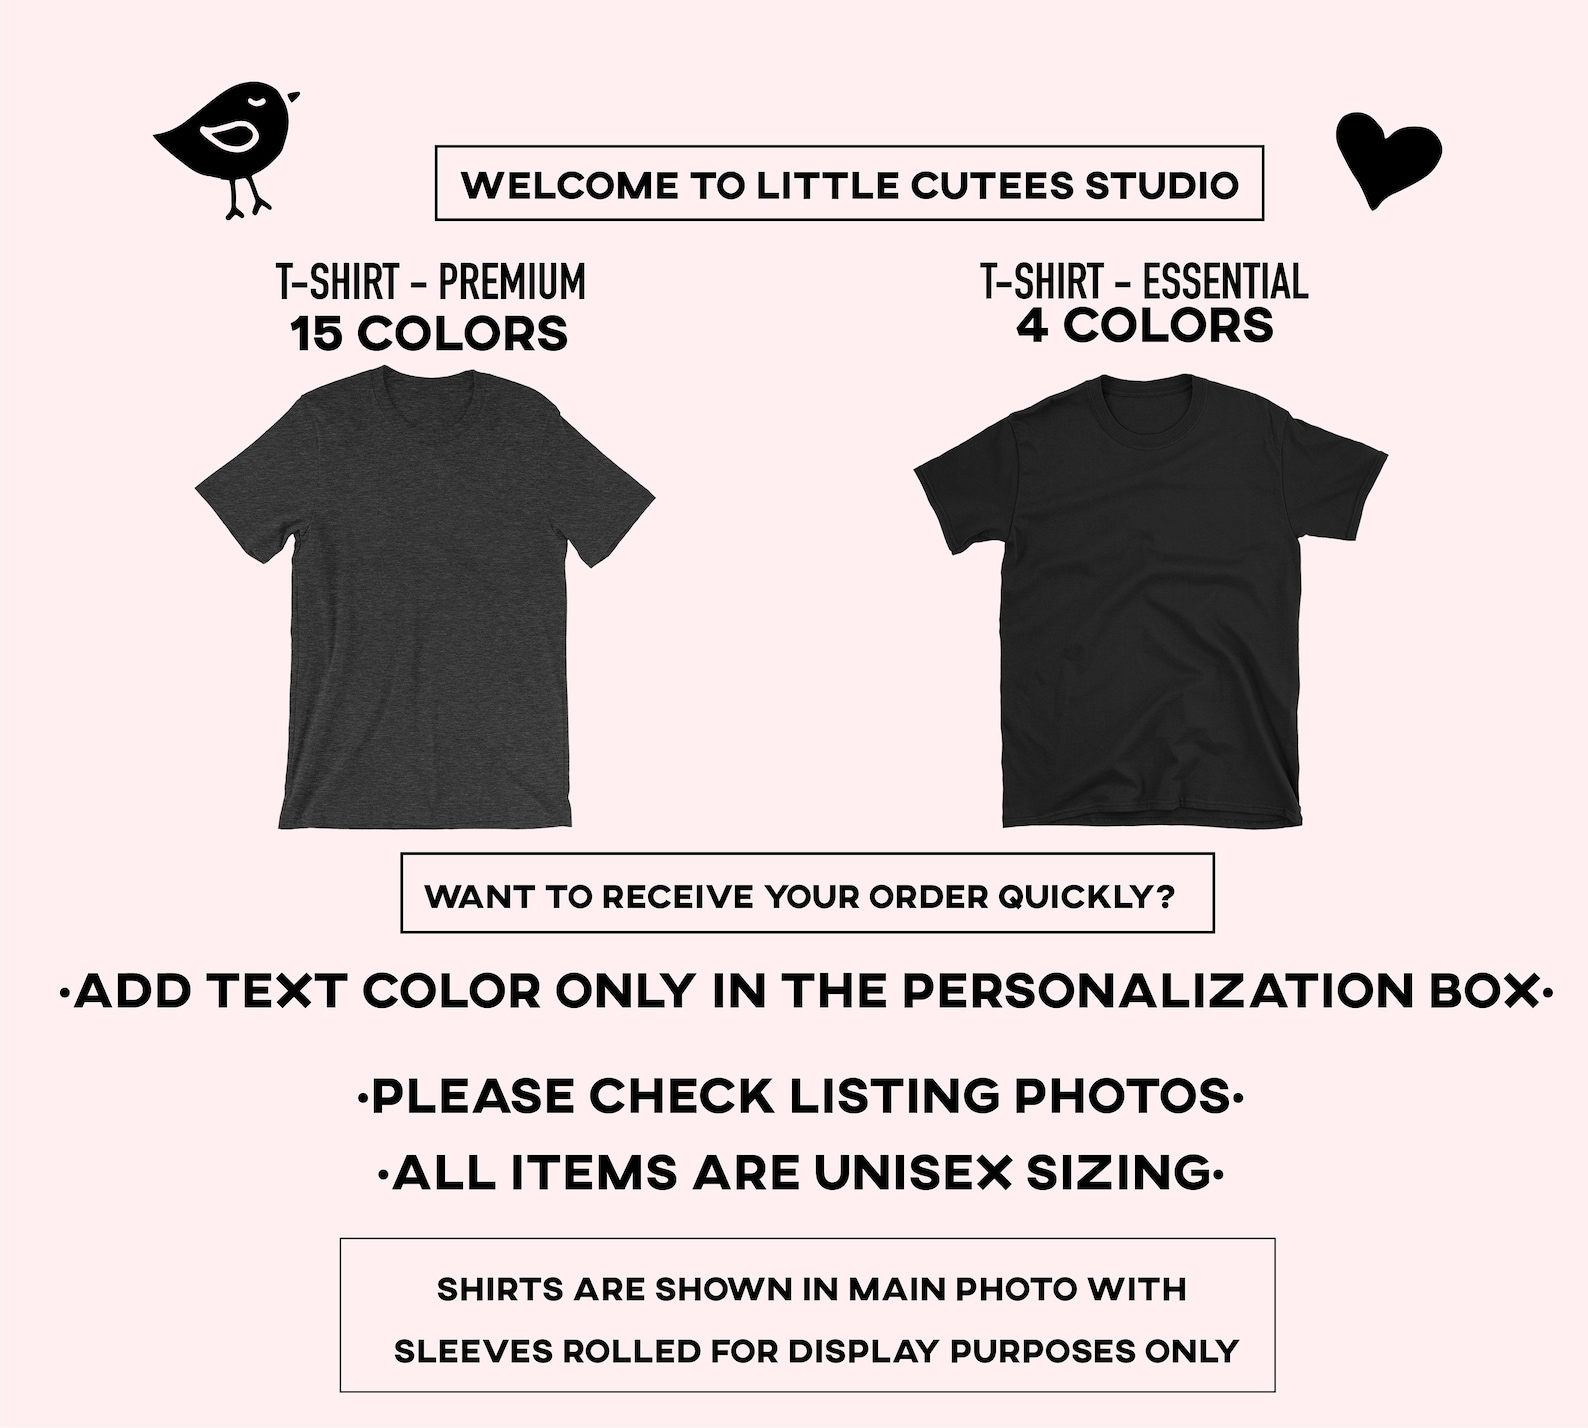 WELCOME TO LITTLE CUTEES STUDIO
T-SHIRT - PREMIUM
15 COLORS
T-SHIRT - ESSENTIAL
4 COLORS
WANT TO RECEIVE YOUR ORDER QUICKLY?
•ADD TEXT COLOR ONLY IN THE PERSONALIZATION BOX•
•PLEASE CHECK LISTING PHOTOS•
•ALL ITEMS ARE UNISEX SIZING•
SHIRTS ARE SHOWN IN MAIN PHOTO WITH
SLEEVES ROLLED FOR DISPLAY PURPOSES ONLY